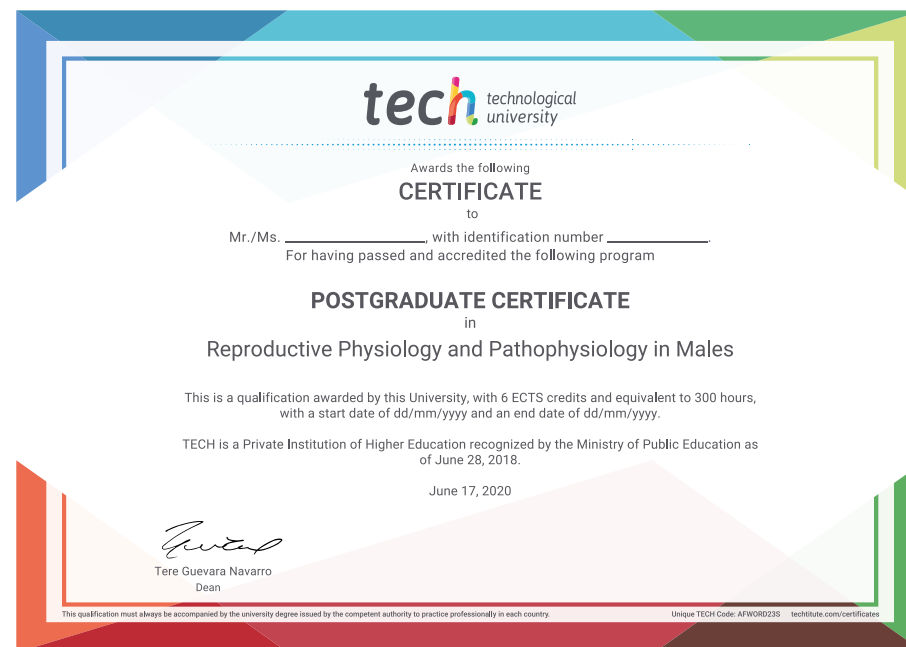 tech technological
university
Awards the following
CERTIFICATE
to
Mr./Ms. ____________________, with identification number ______________.
For having passed and accredited the following program
POSTGRADUATE CERTIFICATE
in
Reproductive Physiology and Pathophysiology in Males
This is a qualification awarded by this University, with 6 ECTS credits and equivalent to 300 hours,
with a start date of dd/mm/yyyy and an end date of dd/mm/yyyy.
TECH is a Private Institution of Higher Education recognized by the Ministry of Public Education as
of June 28, 2018.
June 17, 2020
Tere Guevara Navarro
Dean
This qualification must always be accompanied by the university degree issued by the competent authority to practice professionally in each country.
Unique TECH Code: AFWORD23S techtitute.com/certificates